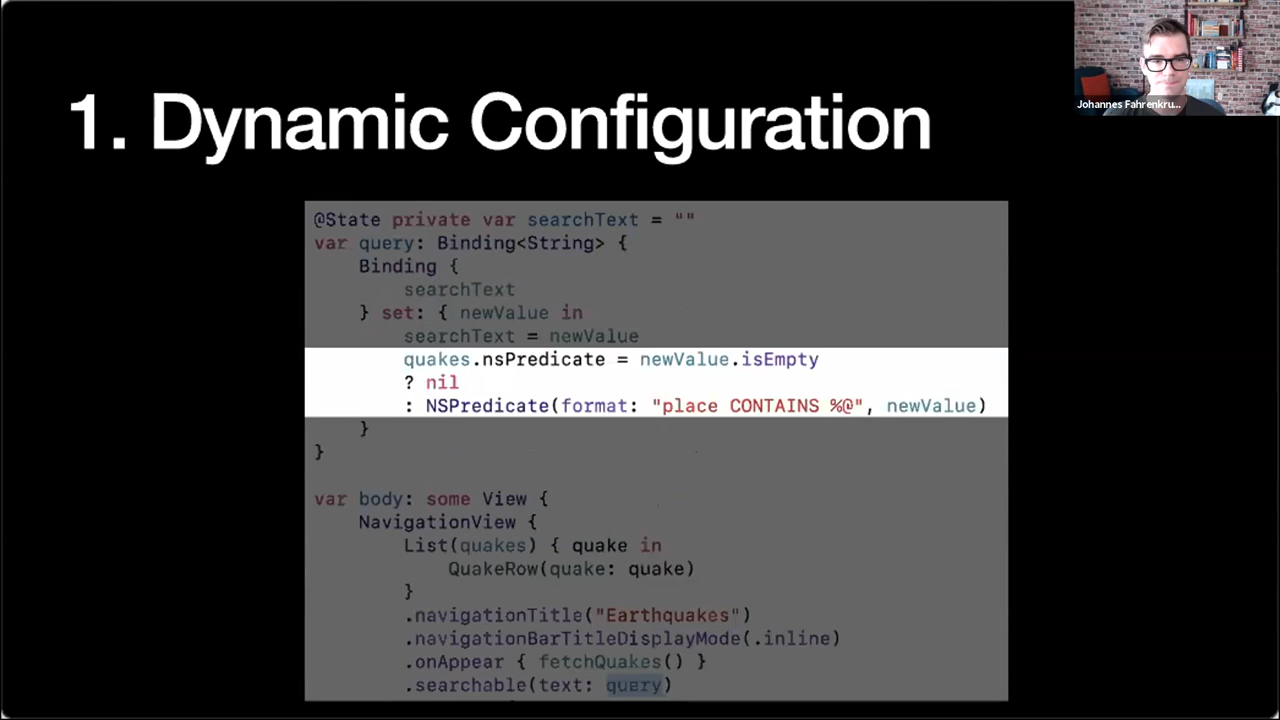 1. Dynamic Configuration
Johannes Fahrenkru...
@State private var searchText = ""
var query: Binding<String> {
Binding {
searchText
} set: { newValue in
searchText = newValue
quakes.nsPredicate = newValue.isEmpty
? nil
: NSPredicate(format: "place CONTAINS %@", newValue)
}
}
var body: some View {
NavigationView {
List(quakes) { quake in
QuakeRow(quake: quake)
}
.navigationTitle("Earthquakes")
.navigationBarTitleDisplayMode(.inline)
.onAppear { fetchQuakes() }
.searchable(text: query)